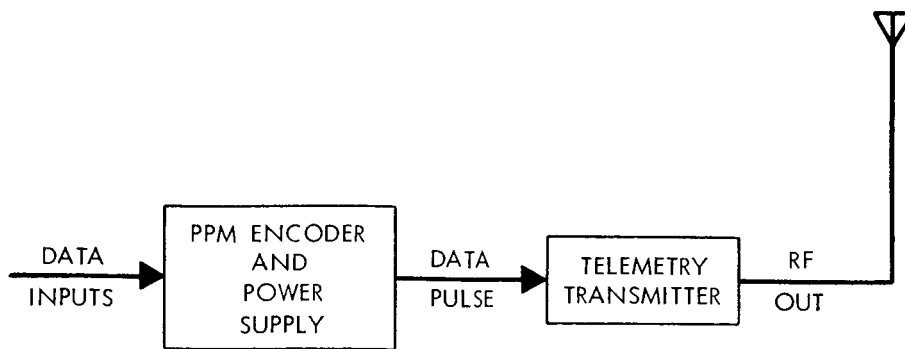 DATA
INPUTS
PPM ENCODER
AND
POWER
SUPPLY
DATA
PULSE
TELEMETRY
TRANSMITTER
RF
OUT